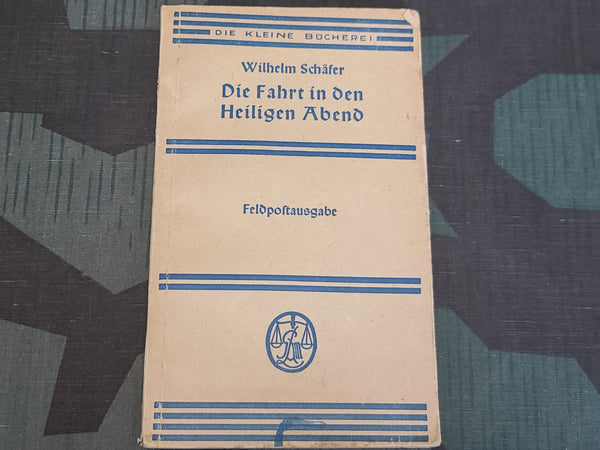 DIE KLEINE BÜCHEREI
Wilhelm Schäfer
Die Fahrt in den
Heiligen Abend
Feldpoſtausgabe